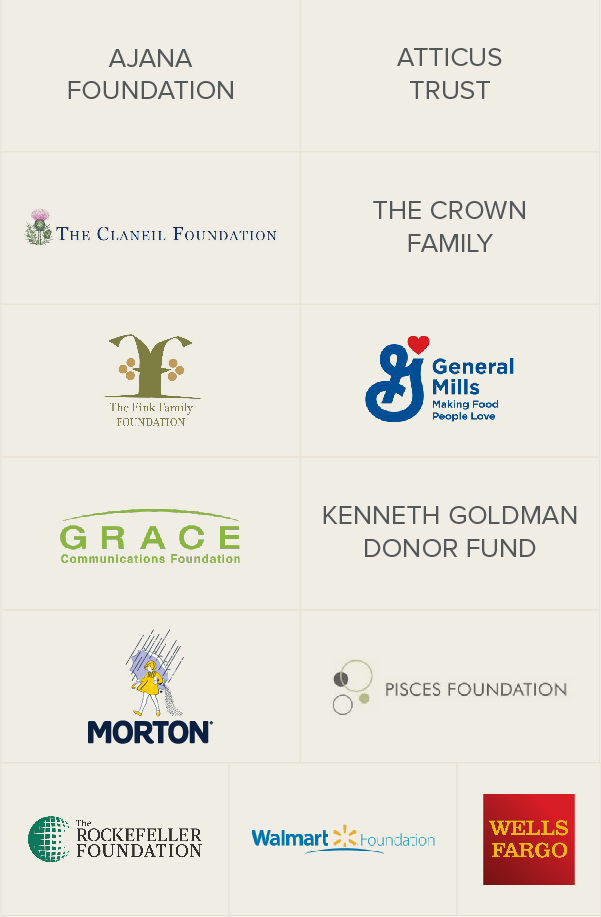 AJANA
FOUNDATION
ATTICUS
TRUST
THE CLANEIL FOUNDATION
THE CROWN
FAMILY
The Fink Family
FOUNDATION
General
Mills
Making Food
People Love
GRACE
Communications Foundation
KENNETH GOLDMAN
DONOR FUND
MORTON®
PISCES FOUNDATION
The
ROCKEFELLER
FOUNDATION
Walmart Foundation
WELLS
FARGO